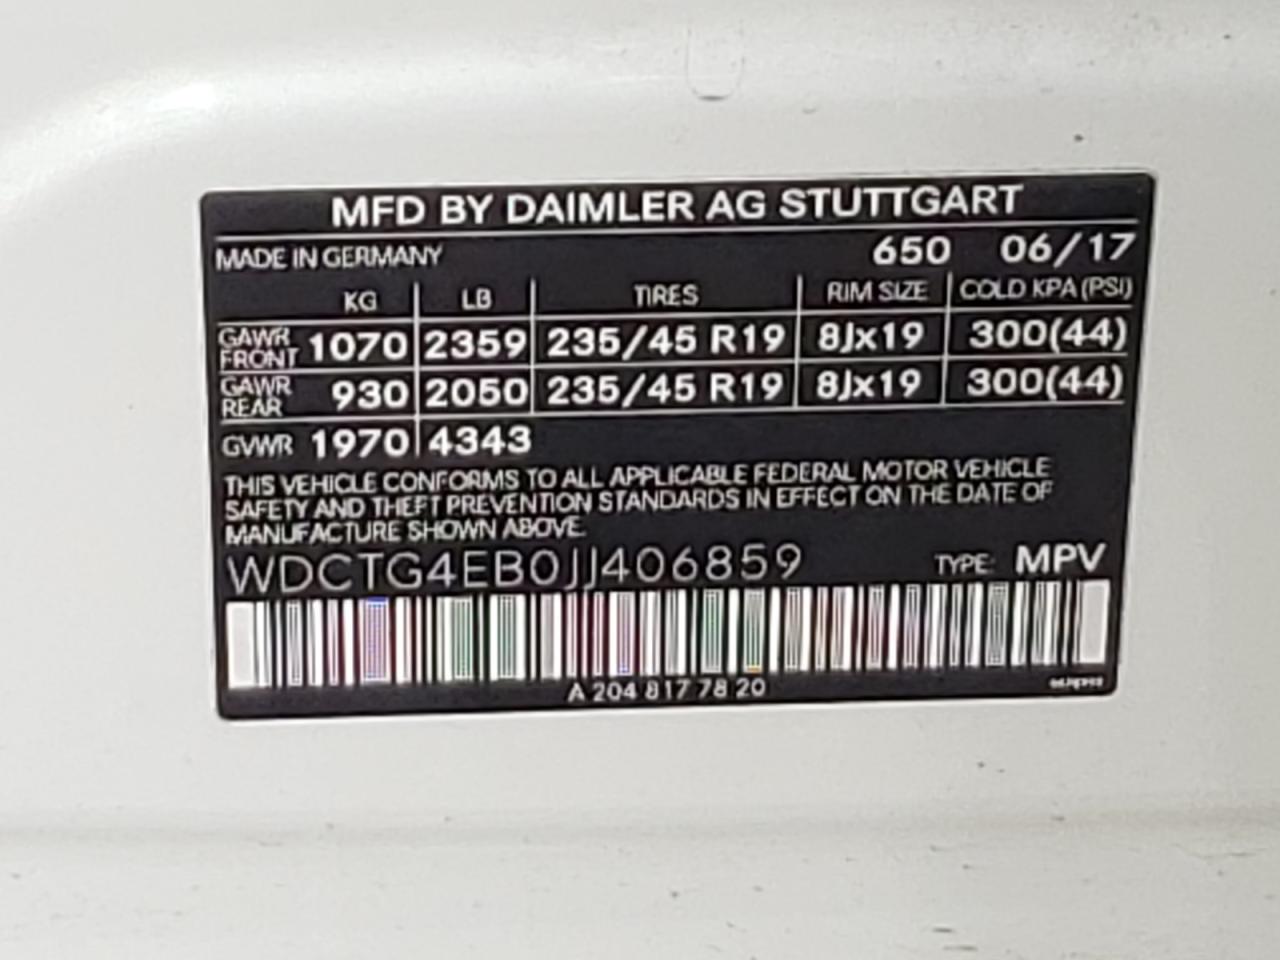 MFD BY DAIMLER AG STUTTGART
MADE IN GERMANY 650 06/17
KG LB TIRES RIM SIZE COLD KPA (PSI)
GAWR FRONT 1070 2359 235/45 R19 8Jx19 300(44)
GAWR REAR 930 2050 235/45 R19 8Jx19 300(44)
GVWR 1970 4343
THIS VEHICLE CONFORMS TO ALL APPLICABLE FEDERAL MOTOR VEHICLE
SAFETY AND THEFT PREVENTION STANDARDS IN EFFECT ON THE DATE OF
MANUFACTURE SHOWN ABOVE.
WDCTG4EB0JJ406859 TYPE: MPV
A 204 817 78 20